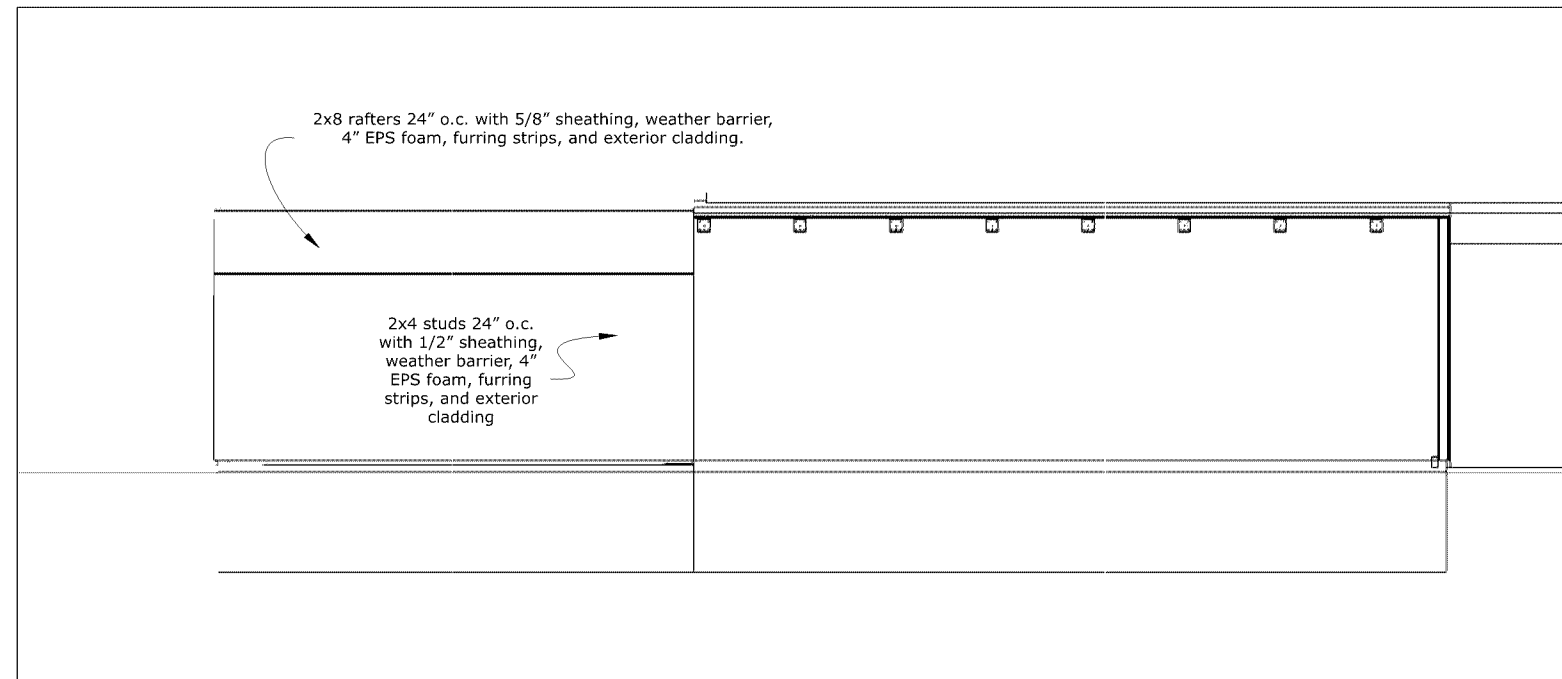 2x8 rafters 24” o.c. with 5/8” sheathing, weather barrier,
4” EPS foam, furring strips, and exterior cladding.
2x4 studs 24” o.c.
with 1/2” sheathing,
weather barrier, 4”
EPS foam, furring
strips, and exterior
cladding